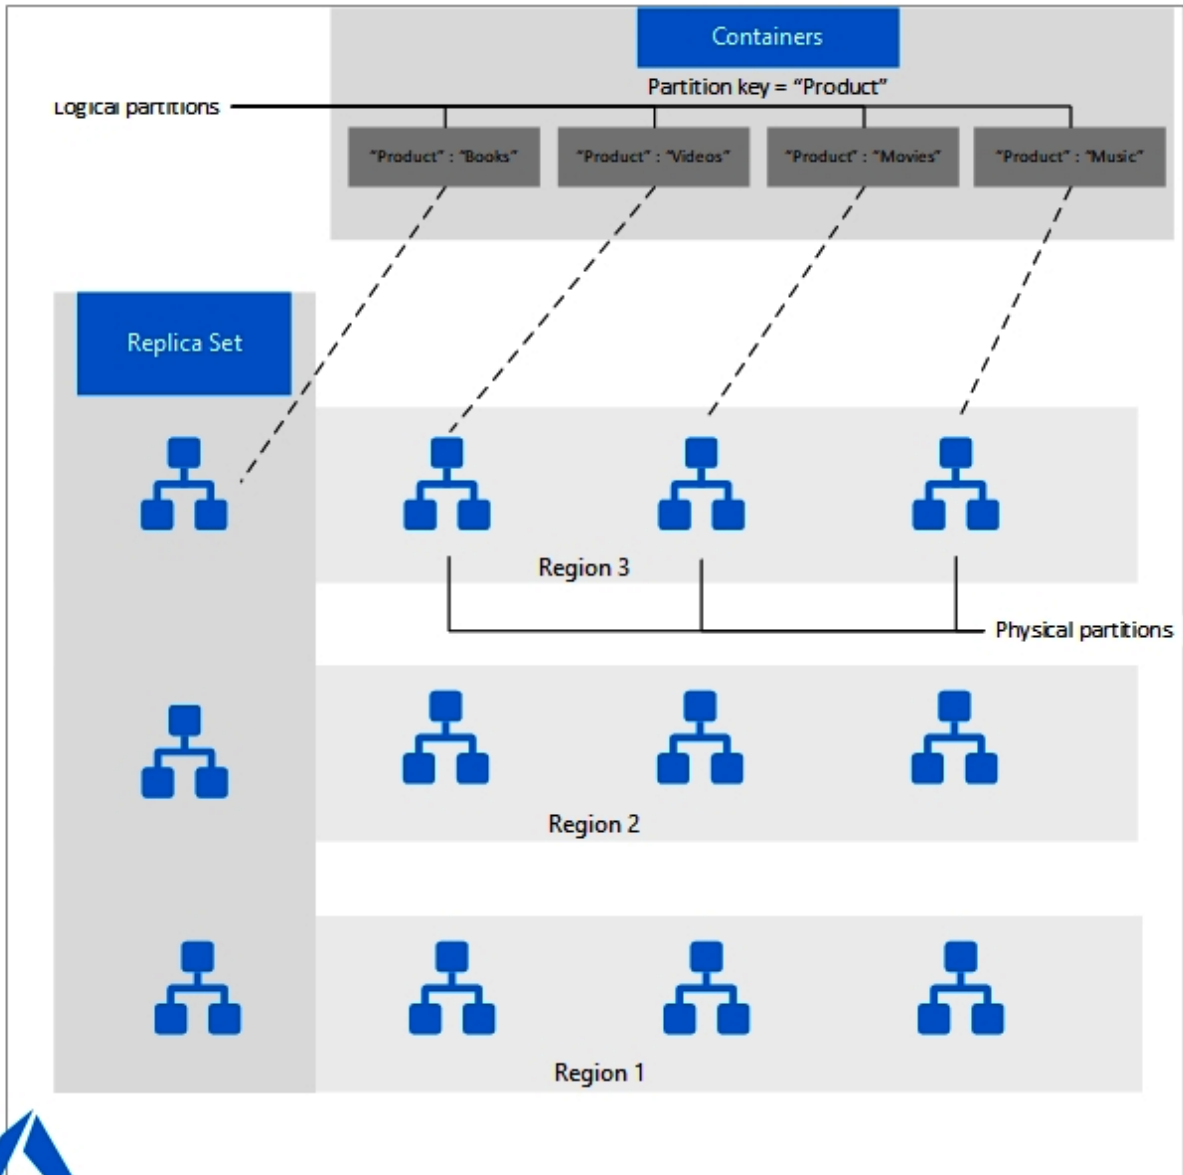 Containers
Partition key = “Product”
Logical partitions
“Product” : “Books”
“Product” : “Videos”
“Product” : “Movies”
“Product” : “Music”
Replica Set
Region 3
Physical partitions
Region 2
Region 1